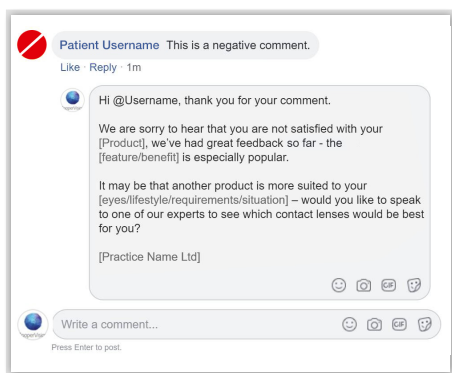 Patient Username This is a negative comment.
Like · Reply · 1m
Hi @Username, thank you for your comment.
We are sorry to hear that you are not satisfied with your
[Product], we've had great feedback so far - the
[feature/benefit] is especially popular.
It may be that another product is more suited to your
[eyes/lifestyle/requirements/situation] – would you like to speak
to one of our experts to see which contact lenses would be best
for you?
[Practice Name Ltd]
GIF
Write a comment...
GIF
Press Enter to post.